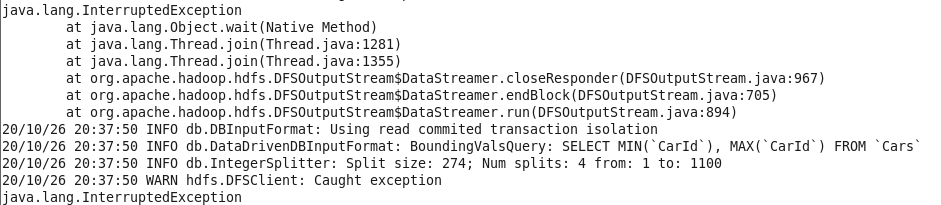 java.lang.InterruptedException
at java.lang.Object.wait(Native Method)
at java.lang.Thread.join(Thread.java:1281)
at java.lang.Thread.join(Thread.java:1355)
at org.apache.hadoop.hdfs.DFSOutputStream$DataStreamer.closeResponder(DFSOutputStream.java:967)
at org.apache.hadoop.hdfs.DFSOutputStream$DataStreamer.endBlock(DFSOutputStream.java:705)
at org.apache.hadoop.hdfs.DFSOutputStream$DataStreamer.run(DFSOutputStream.java:894)
20/10/26 20:37:50 INFO db.DBInputFormat: Using read commited transaction isolation
20/10/26 20:37:50 INFO db.DataDrivenDBInputFormat: BoundingValsQuery: SELECT MIN(`CarId`), MAX(`CarId`) FROM `Cars`
20/10/26 20:37:50 INFO db.IntegerSplitter: Split size: 274; Num splits: 4 from: 1 to: 1100
20/10/26 20:37:50 WARN hdfs.DFSClient: Caught exception
java.lang.InterruptedException